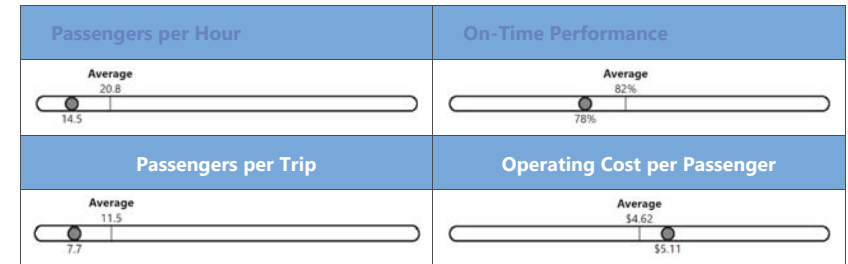 Passengers per Hour
On-Time Performance
Average
20.8
14.5
Average
82%
78%
Passengers per Trip
Operating Cost per Passenger
Average
11.5
7.7
Average
$4.62
$5.11